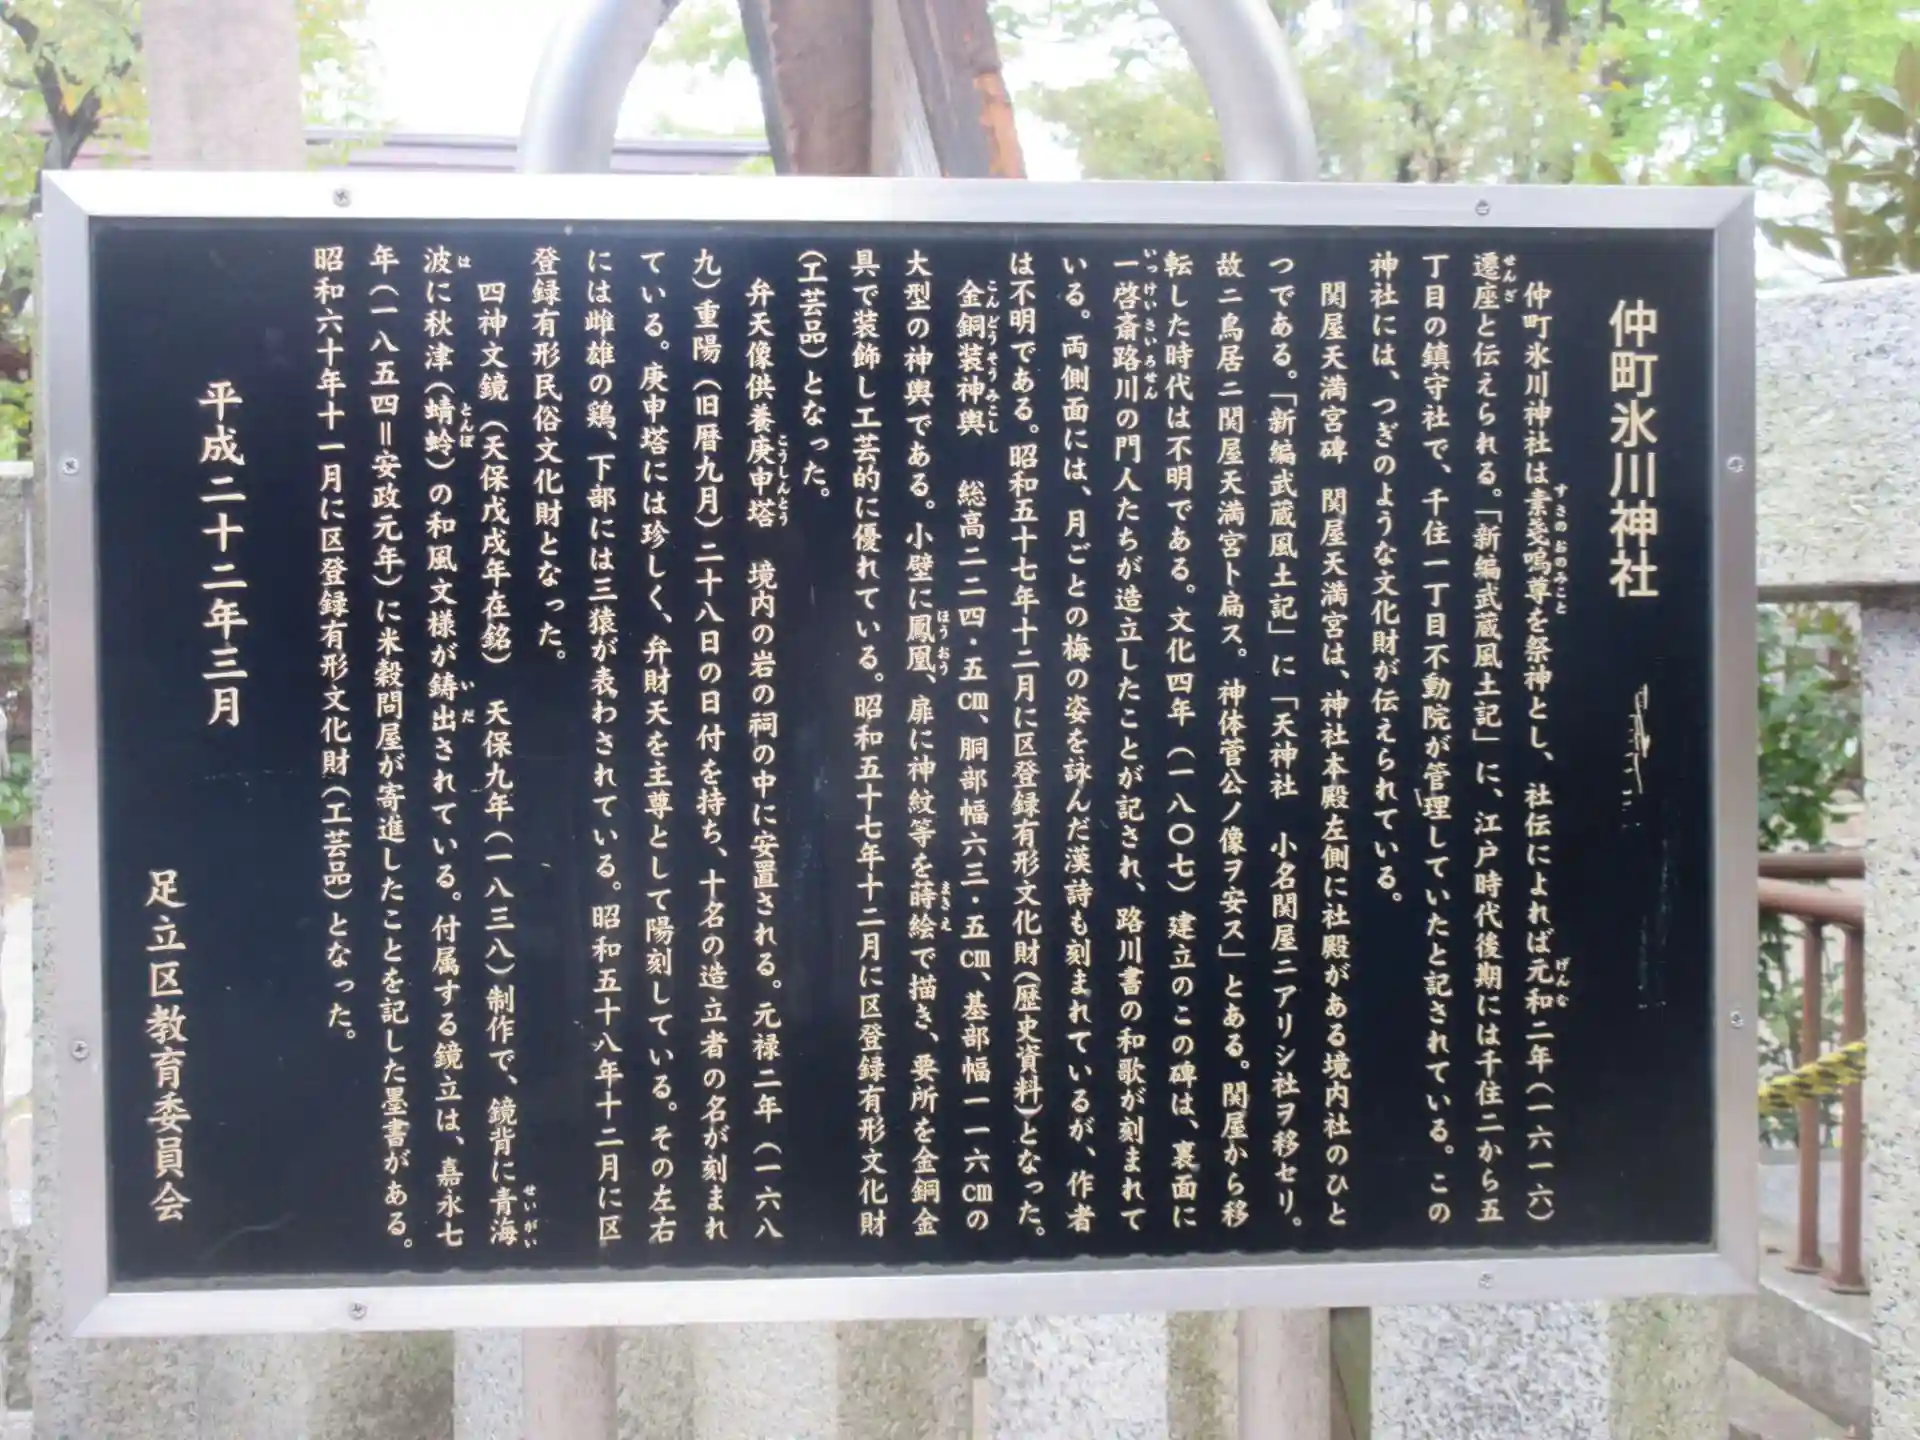 仲町氷川神社
仲町氷川神社は素戔嗚尊を祭神とし、社伝によれば元和二年(一六一六)
遷座と伝えられる。「新編武蔵風土記」に、江戸時代後期には千住二から五
丁目の鎮守社で、千住一丁目不動院が管理していたと記されている。この
神社には、つぎのような文化財が伝えられている。
関屋天満宮碑　関屋天満宮は、神社本殿左側に社殿がある境内社のひと
つである。「新編武蔵風土記」に「天神社　小名関屋ニアリシ社ヲ移セリ。
故ニ鳥居ニ関屋天満宮ト扁ス。神体菅公ノ像ヲ安ス」とある。関屋から移
転した時代は不明である。文化四年(一八〇七)建立のこの碑は、裏面に
一啓斎路川の門人たちが造立したことが記され、路川書の和歌が刻まれて
いる。両側面には、月ごとの梅の姿を詠んだ漢詩も刻まれているが、作者
は不明である。昭和五十七年十二月に区登録有形文化財(歴史資料)となった。
金銅装神輿　総高二二四・五㎝、胴部幅六三・五㎝、基部幅一一六㎝の
大型の神輿である。小壁に鳳凰、扉に神紋等を蒔絵で描き、要所を金銅金
具で装飾し工芸的に優れている。昭和五十七年十二月に区登録有形文化財
(工芸品)となった。
弁天像供養庚申塔　境内の岩の祠の中に安置される。元禄二年(一六八
九)重陽(旧暦九月)二十八日の日付を持ち、十名の造立者の名が刻まれ
ている。庚申塔には珍しく、弁財天を主尊として陽刻している。その左右
には雌雄の鶏、下部には三猿が表わされている。昭和五十八年十二月に区
登録有形民俗文化財となった。
四神文鏡(天保戊戌年在銘)　天保九年(一八三八)制作で、鏡背に青海
波に秋津(蜻蛉)の和風文様が鋳出されている。付属する鏡立は、嘉永七
年(一八五四＝安政元年)に米穀問屋が寄進したことを記した墨書がある。
昭和六十年十一月に区登録有形文化財(工芸品)となった。
平成二十二年三月
足立区教育委員会